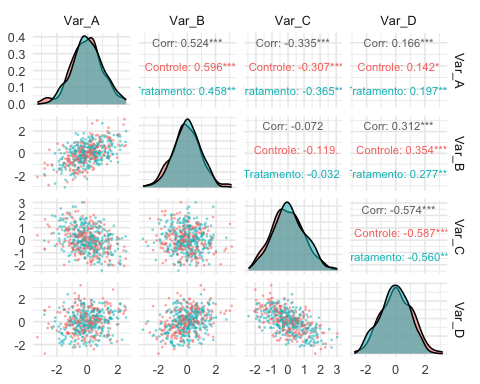 Var_A Var_B Var_C Var_D
0.4
0.3
0.2
0.1
0.0
Corr: 0.524***
Controle: 0.596***
ratamento: 0.458**
Corr: -0.335***
Controle: -0.307***
ratamento: -0.365**
Corr: 0.166***
Controle: 0.142*
ratamento: 0.197**
Var_A
2
0
-2
Corr: -0.072
Controle: -0.119.
Tratamento: -0.032
Corr: 0.312***
Controle: 0.354***
ratamento: 0.277**
Var_B
3
2
1
0
-1
-2
Corr: -0.574***
Controle: -0.587***
ratamento: -0.560**
Var_C
2
0
-2
Var_D
-2 0 2 -2 0 2 -2 -1 0 1 2 3 -2 0 2